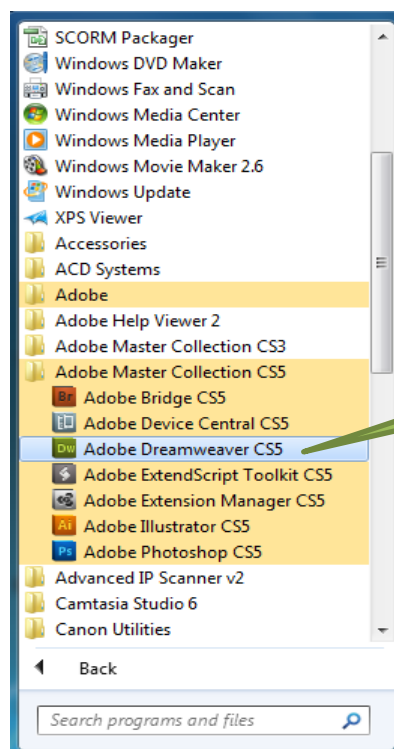 SCORM Packager
Windows DVD Maker
Windows Fax and Scan
Windows Media Center
Windows Media Player
Windows Movie Maker 2.6
Windows Update
XPS Viewer
Accessories
ACD Systems
Adobe
Adobe Help Viewer 2
Adobe Master Collection CS3
Adobe Master Collection CS5
Br Adobe Bridge CS5
Adobe Device Central CS5
Dw Adobe Dreamweaver CS5
Adobe ExtendScript Toolkit CS5
Adobe Extension Manager CS5
Ai Adobe Illustrator CS5
Ps Adobe Photoshop CS5
Advanced IP Scanner v2
Camtasia Studio 6
Canon Utilities
Back
Search programs and files